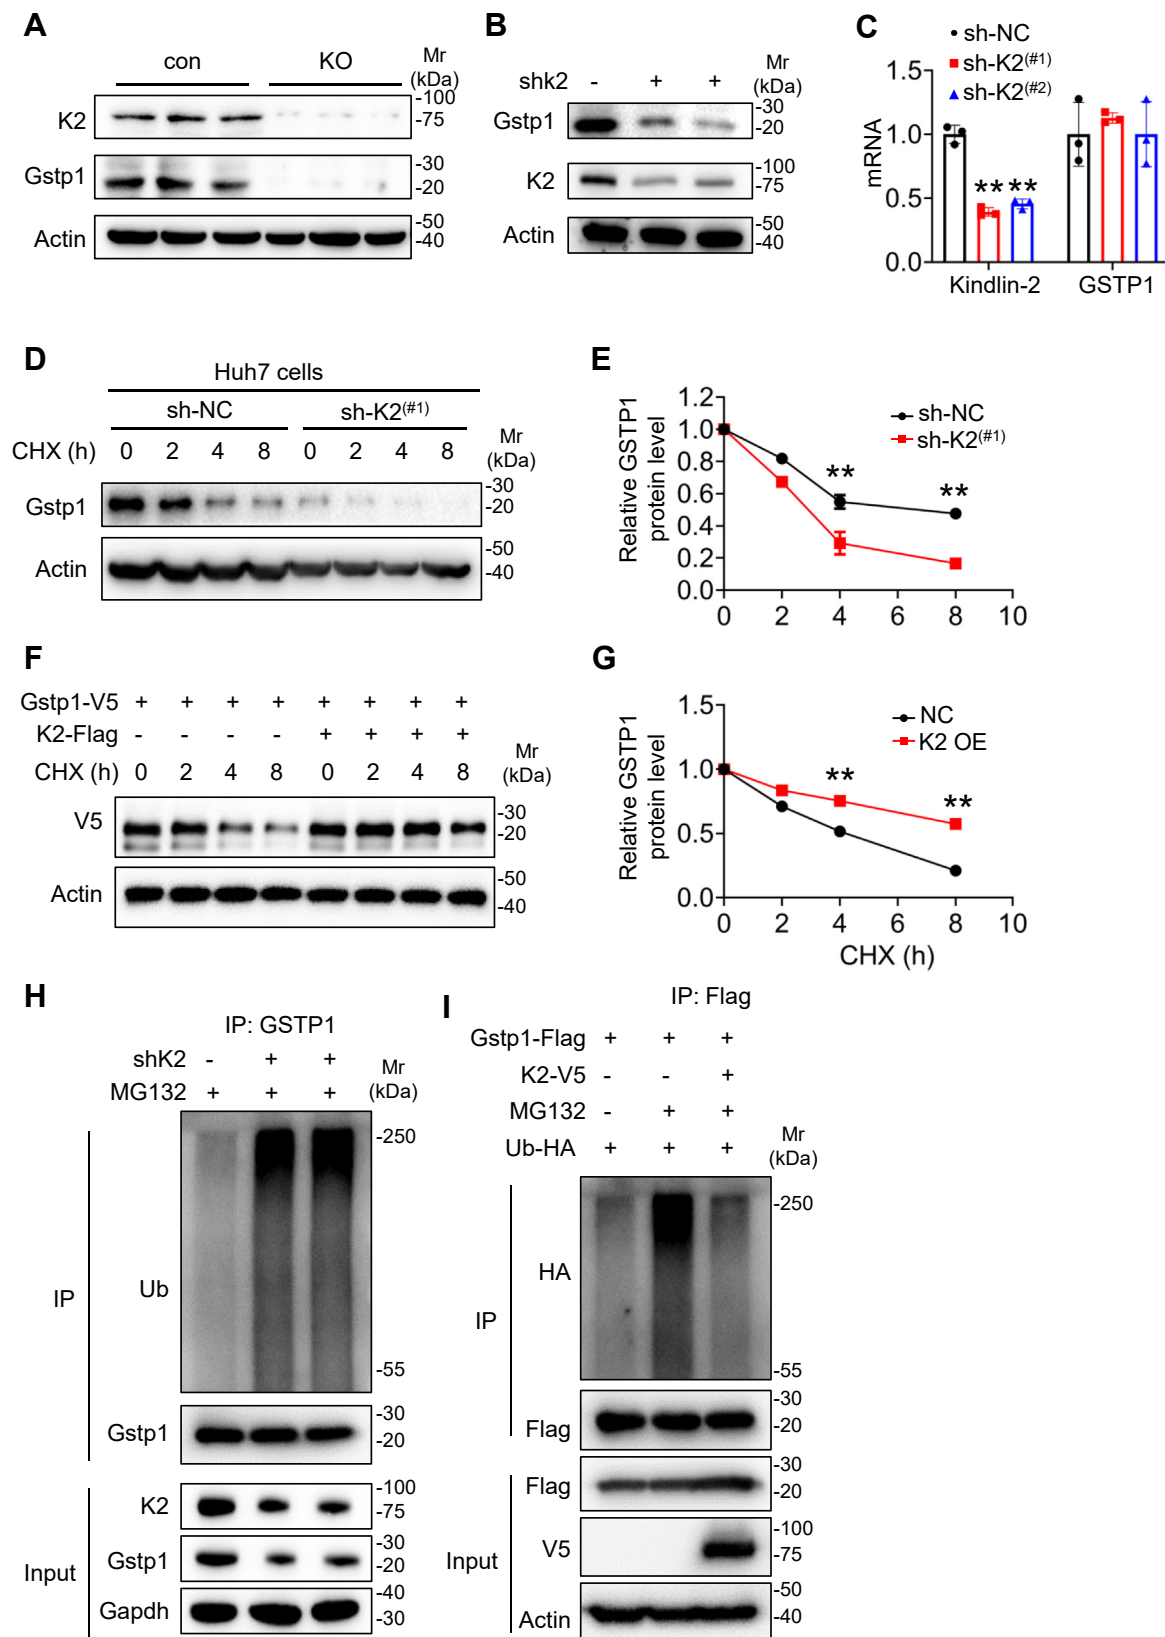 A
con KO Mr (kDa)
K2 -100
-75
Gstp1 -30
-20
Actin -50
-40
B
shk2 - + + Mr (kDa)
Gstp1 -30
-20
K2 -100
-75
Actin -50
-40
C
sh-NC
sh-K2(#1)
sh-K2(#2)
mRNA
1.5
1.0
0.5
0.0
** **
Kindlin-2 GSTP1
D
Huh7 cells
sh-NC sh-K2(#1)
CHX (h) 0 2 4 8 0 2 4 8 Mr (kDa)
Gstp1 -30
-20
Actin -50
-40
E
Relative GSTP1
protein level
1.2
1.0
0.8
0.6
0.4
0.2
0.0
sh-NC
sh-K2(#1)
** **
0 2 4 6 8 10
F
Gstp1-V5 + + + + + + + +
K2-Flag - - - - + + + +
CHX (h) 0 2 4 8 0 2 4 8 Mr (kDa)
V5 -30
-20
Actin -50
-40
G
Relative GSTP1
protein level
1.5
1.0
0.5
0.0
NC
K2 OE
** **
0 2 4 6 8 10
CHX (h)
H
IP: GSTP1
shK2 - + + Mr (kDa)
MG132 + + +
IP
Ub -250
-55
Gstp1 -30
-20
Input
K2 -100
-75
Gstp1 -30
-20
Gapdh -40
-30
I
IP: Flag
Gstp1-Flag + + +
K2-V5 - - +
MG132 - + +
Ub-HA + + + Mr (kDa)
IP
HA -250
-55
Flag -30
-20
Input
Flag -30
-20
V5 -100
-75
Actin -50
-40